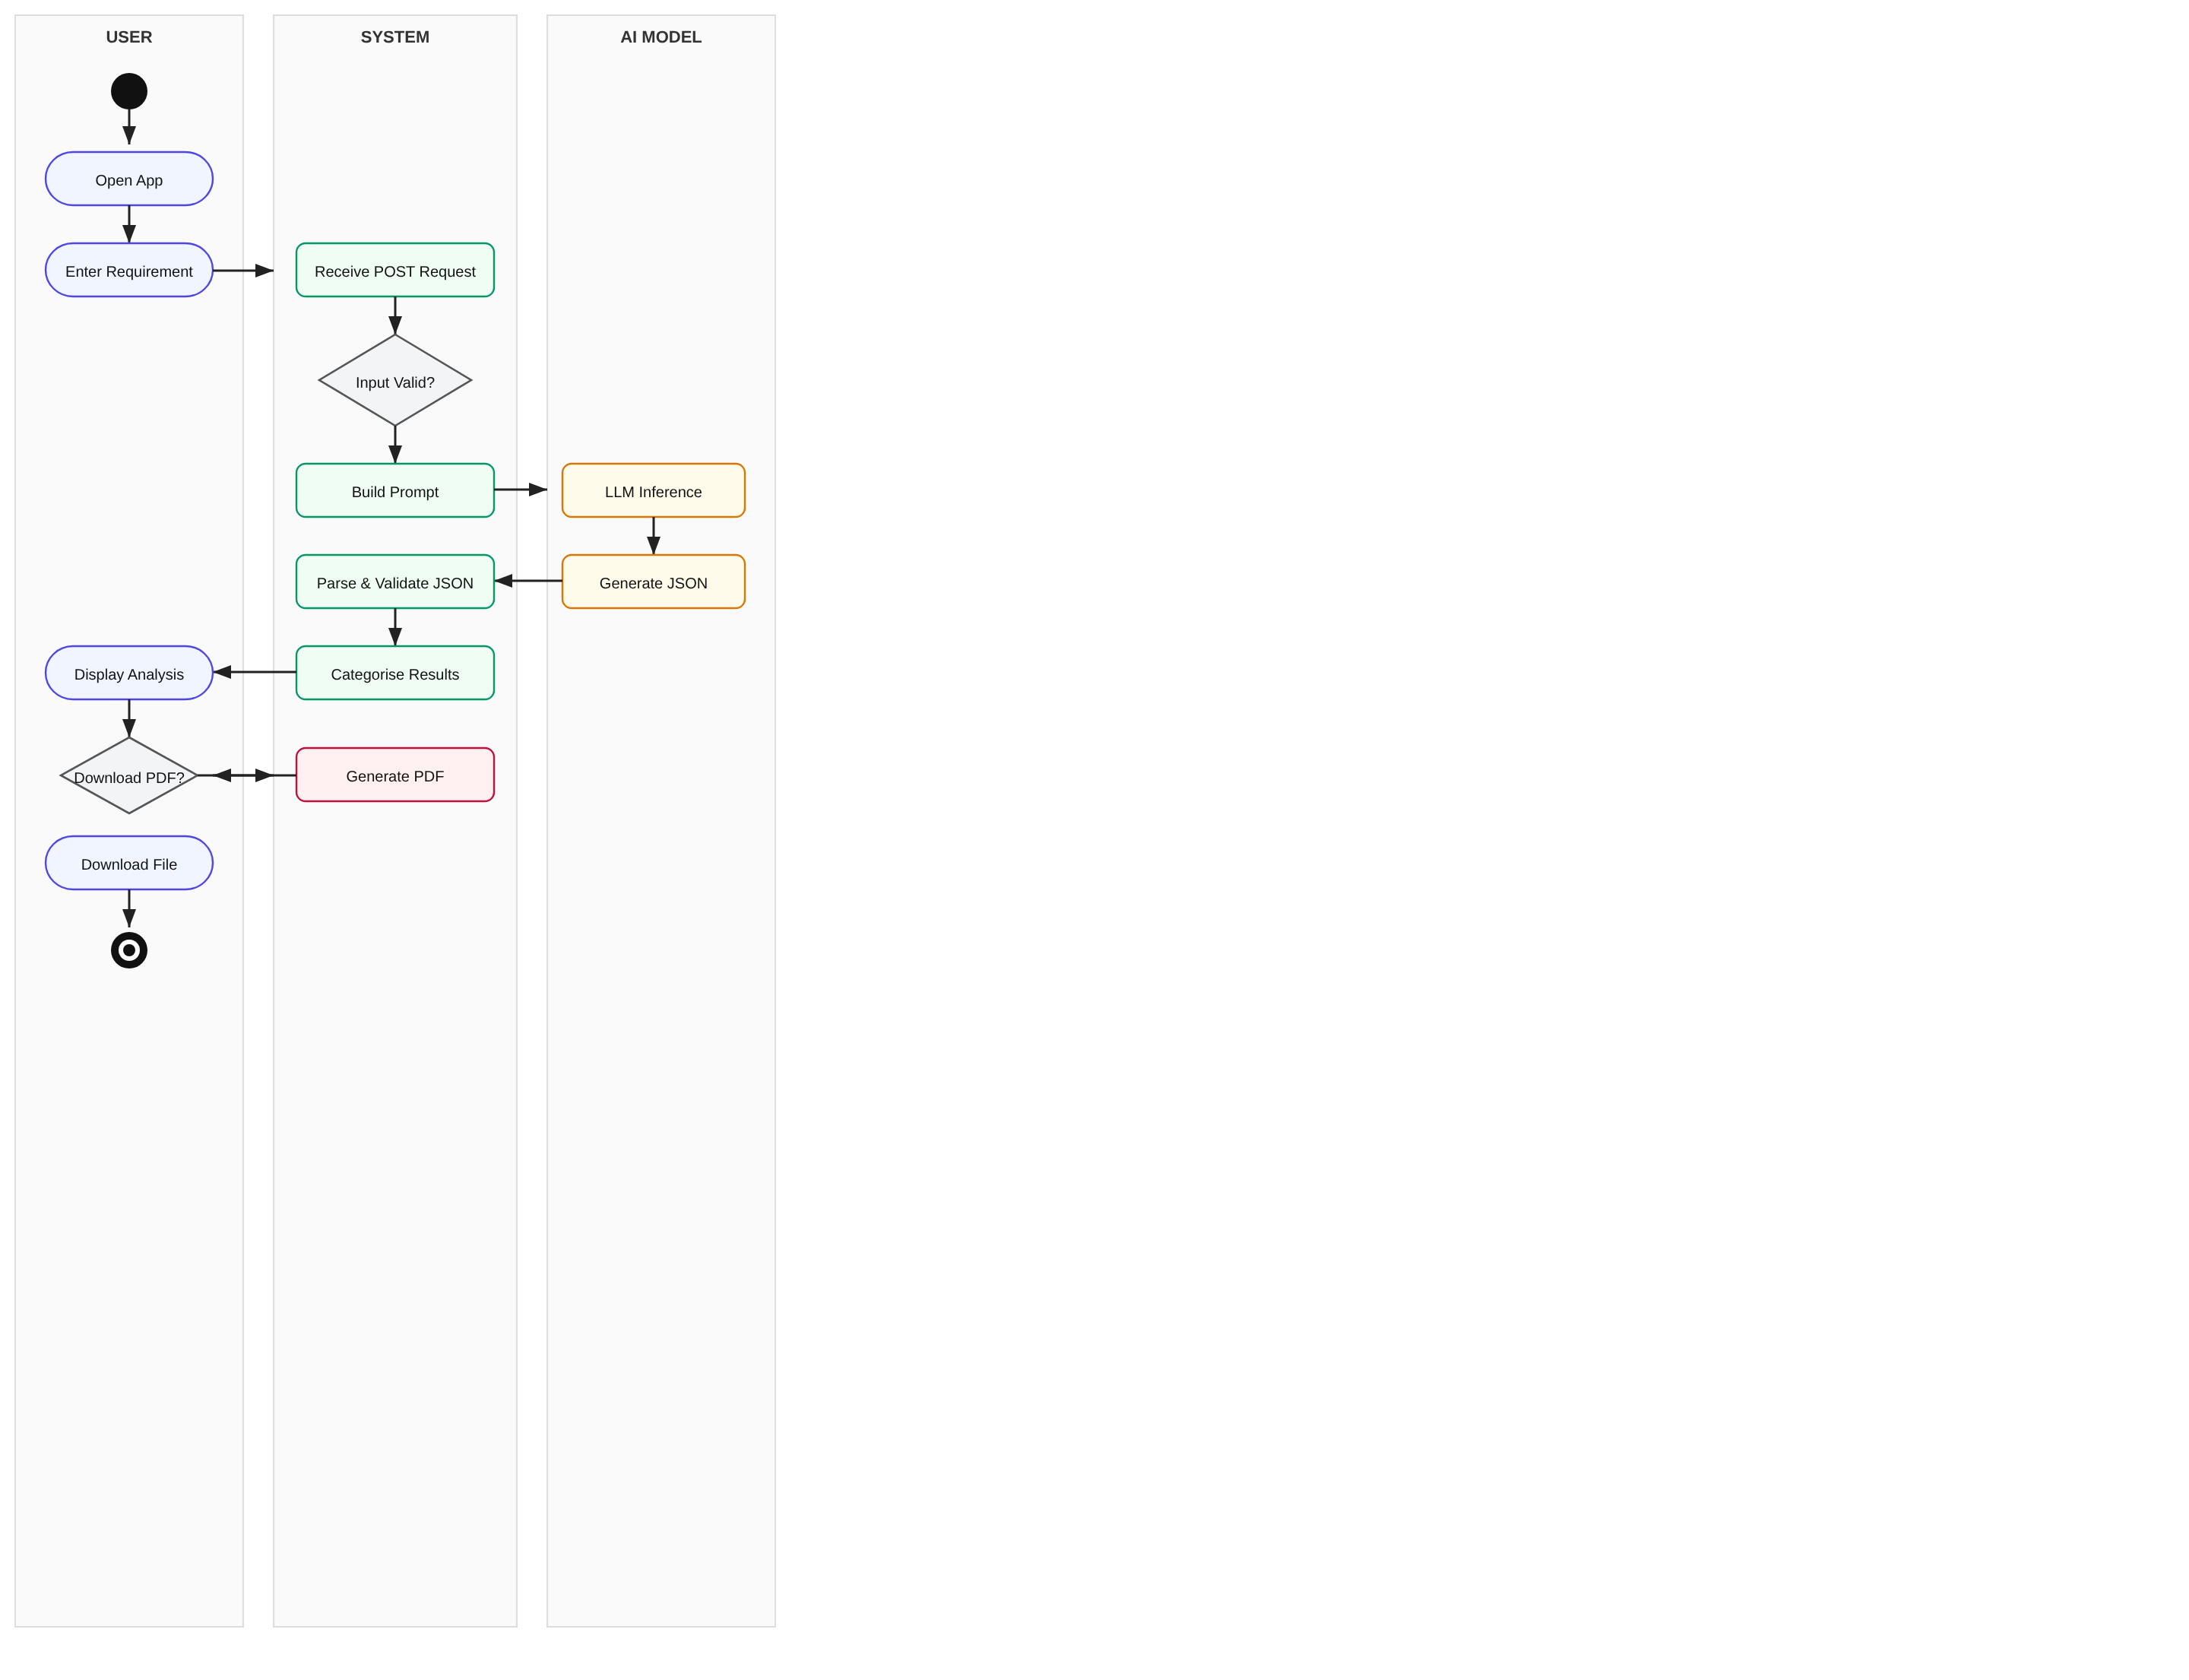 USER
SYSTEM
AI MODEL
Open App
Enter Requirement
Receive POST Request
Input Valid?
Build Prompt
LLM Inference
Parse & Validate JSON
Generate JSON
Display Analysis
Categorise Results
Download PDF?
Generate PDF
Download File